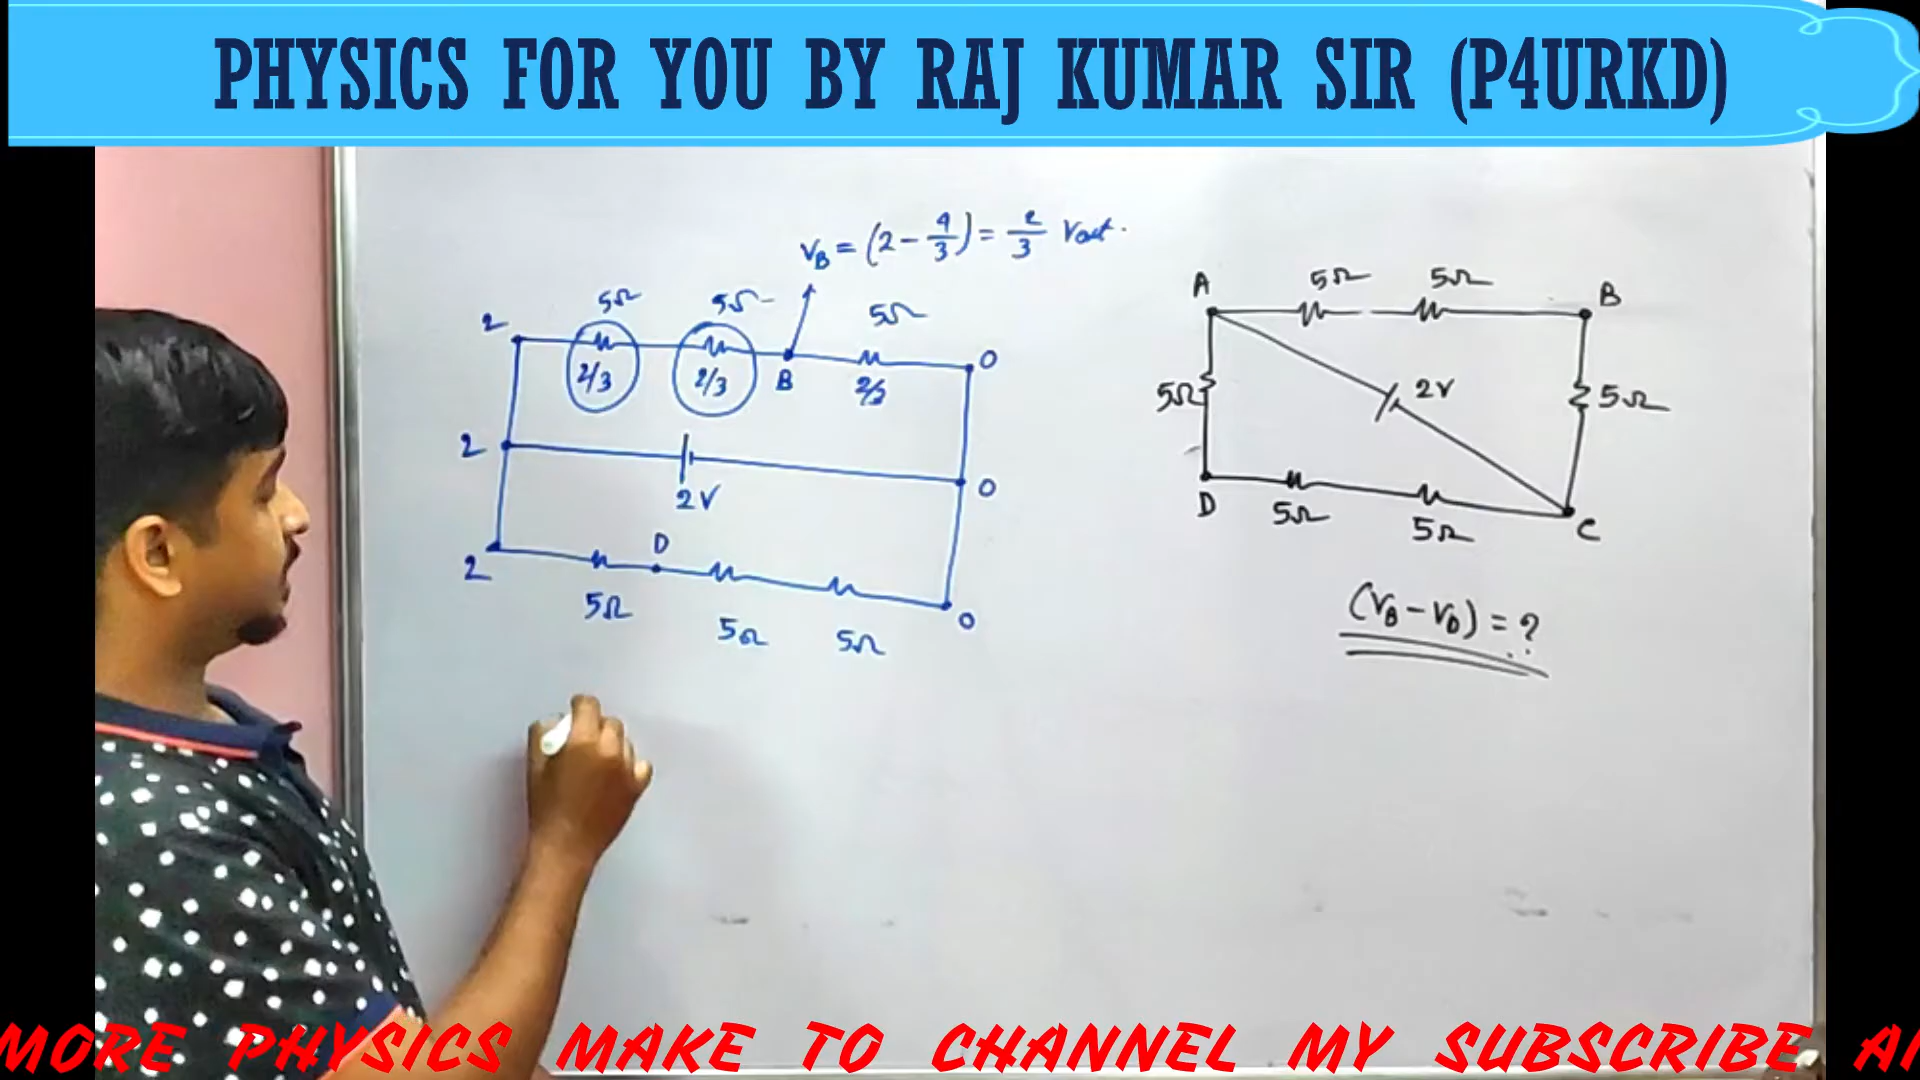 PHYSICS FOR YOU BY RAJ KUMAR SIR (P4URKD)
V_B = (2 - 4/3) = 2/3 Volt.
5Ω 5Ω 5Ω
2 0
2/3 2/3 B 2/3
2 0
2V
D
2 0
5Ω 5Ω 5Ω
A 5Ω 5Ω B
5Ω 2V 5Ω
D 5Ω 5Ω C
(V_B - V_D) = ?
MORE PHYSICS MAKE TO CHANNEL MY SUBSCRIBE